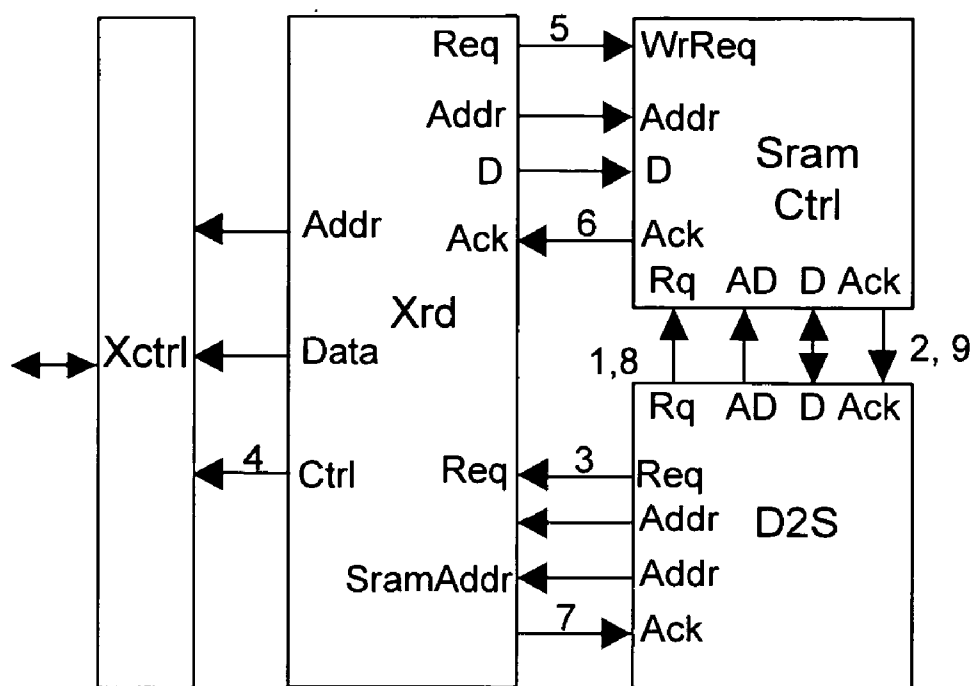 Req 5 WrReq
Addr Addr
D D
Sram
Ctrl
Addr Ack 6 Ack
Rq AD D Ack
Xrd
Xctrl Data
1,8 2, 9
Rq AD D Ack
4 Ctrl Req 3 Req
Addr
D2S
SramAddr Addr
7 Ack